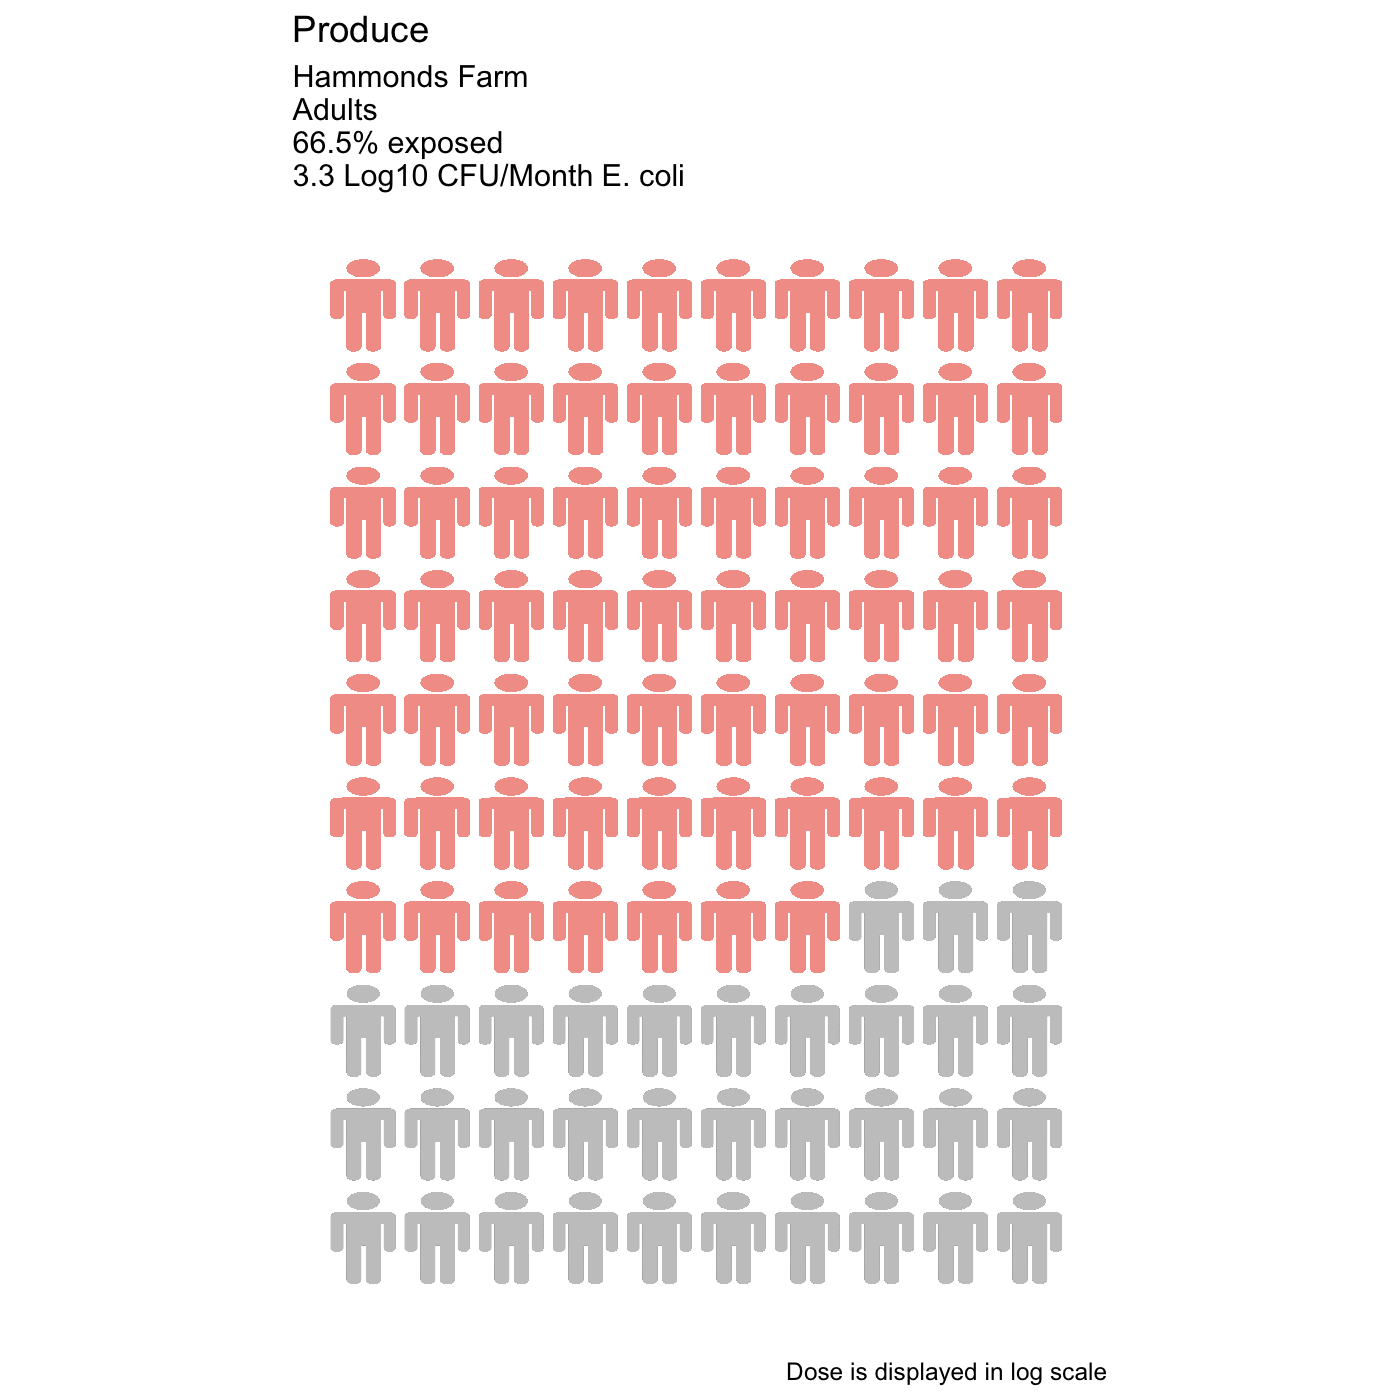 Produce
Hammonds Farm
Adults
66.5% exposed
3.3 Log10 CFU/Month E. coli
Dose is displayed in log scale